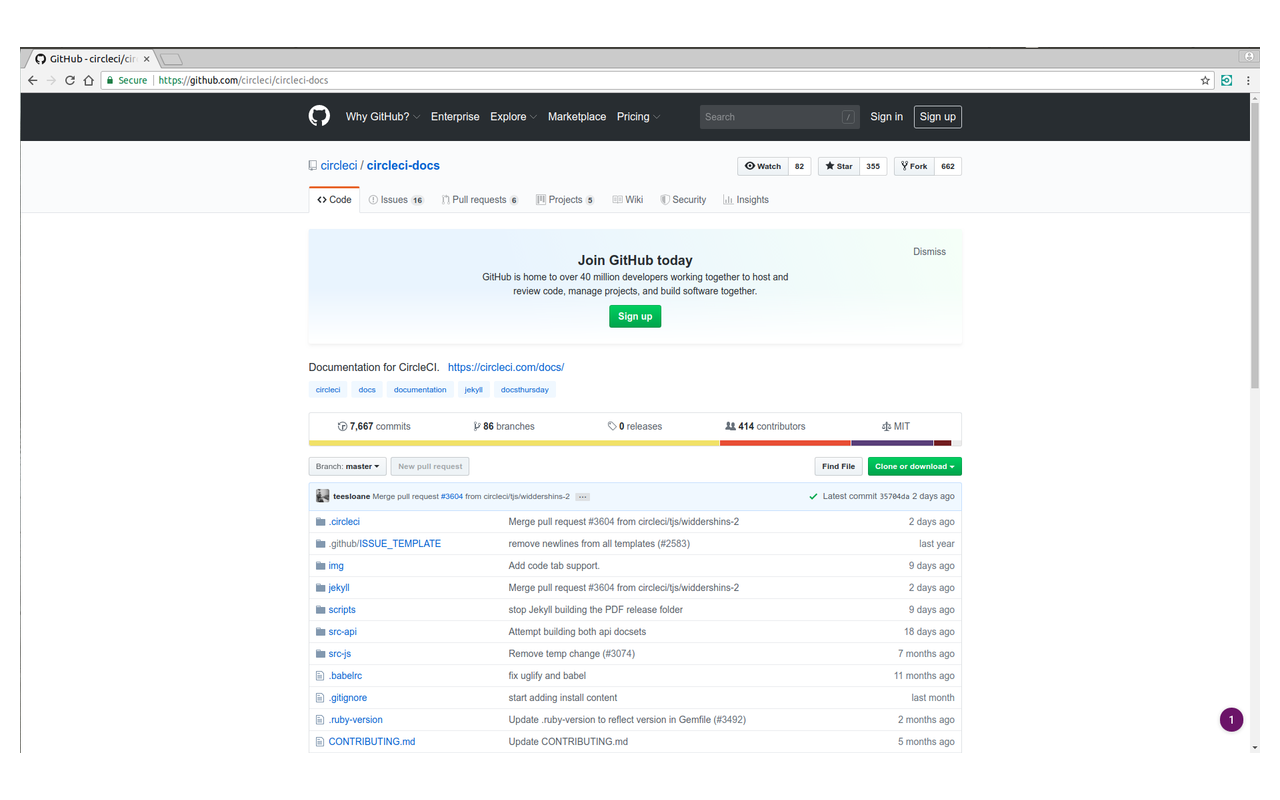 GitHub - circleci/cir
Secure https://github.com/circleci/circleci-docs
Why GitHub? Enterprise Explore Marketplace Pricing Search / Sign in Sign up
circleci / circleci-docs Watch 82 Star 355 Fork 662
Code Issues 16 Pull requests 6 Projects 5 Wiki Security Insights
Dismiss
Join GitHub today
GitHub is home to over 40 million developers working together to host and
review code, manage projects, and build software together.
Sign up
Documentation for CircleCI. https://circleci.com/docs/
circleci docs documentation jekyll docsthursday
7,667 commits 86 branches 0 releases 414 contributors MIT
Branch: master New pull request Find File Clone or download
teesloane Merge pull request #3604 from circleci/tjs/widdershins-2 ... Latest commit 35704da 2 days ago
.circleci Merge pull request #3604 from circleci/tjs/widdershins-2 2 days ago
.github/ISSUE_TEMPLATE remove newlines from all templates (#2583) last year
img Add code tab support. 9 days ago
jekyll Merge pull request #3604 from circleci/tjs/widdershins-2 2 days ago
scripts stop Jekyll building the PDF release folder 9 days ago
src-api Attempt building both api docsets 18 days ago
src-js Remove temp change (#3074) 7 months ago
.babelrc fix uglify and babel 11 months ago
.gitignore start adding install content last month
.ruby-version Update .ruby-version to reflect version in Gemfile (#3492) 2 months ago
1
CONTRIBUTING.md Update CONTRIBUTING.md 5 months ago